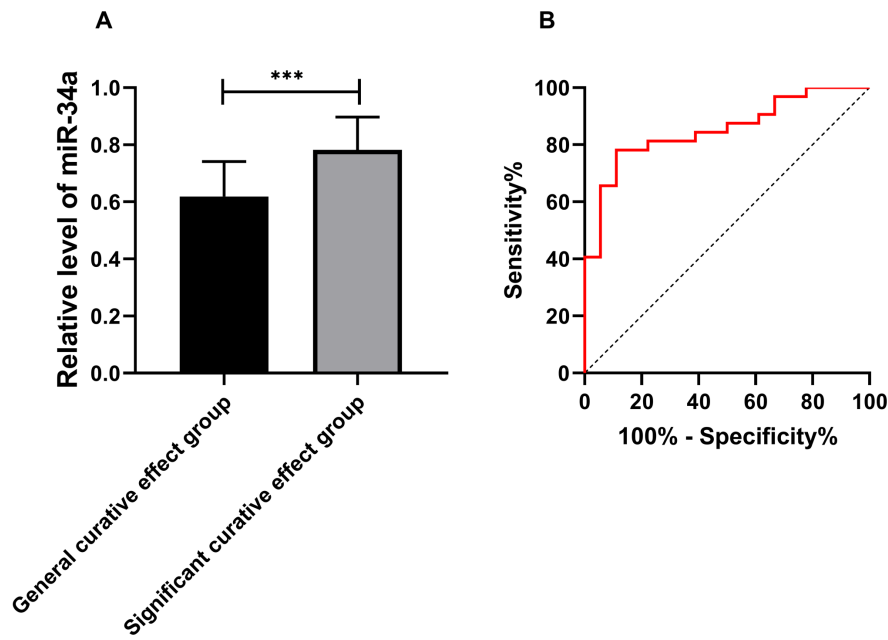 A
Relative level of miR-34a
1.0
0.8
0.6
0.4
0.2
0.0
***
General curative effect group
Significant curative effect group
B
Sensitivity%
100
80
60
40
20
0
0 20 40 60 80 100
100% - Specificity%